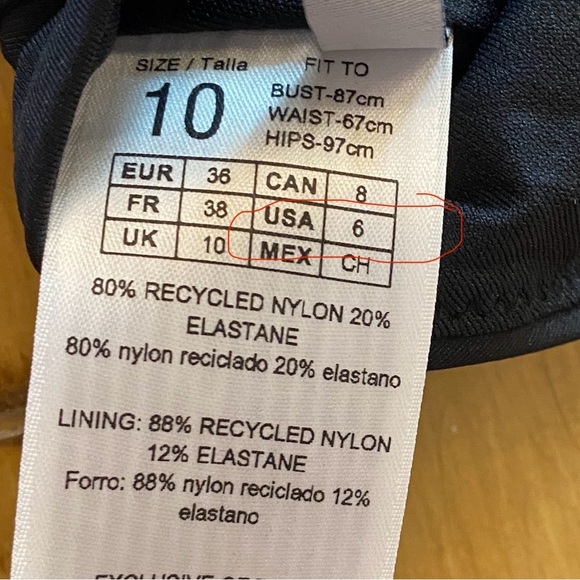 SIZE / Talla
10
FIT TO
BUST-87cm
WAIST-67cm
HIPS-97cm
EUR 36 CAN 8
FR 38 USA 6
UK 10 MEX CH
80% RECYCLED NYLON 20%
ELASTANE
80% nylon reciclado 20% elastano
LINING: 88% RECYCLED NYLON
12% ELASTANE
Forro: 88% nylon reciclado 12%
elastano